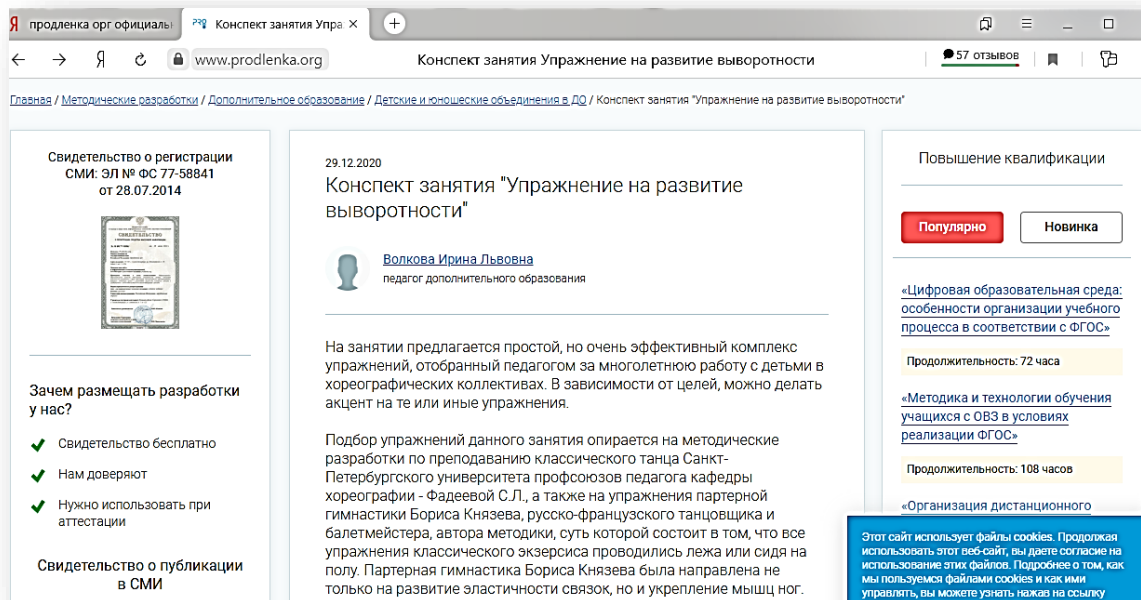 продленка орг официаль
Конспект занятия Упра
www.prodlenka.org
Конспект занятия Упражнение на развитие выворотности
57 отзывов
Главная / Методические разработки / Дополнительное образование / Детские и юношеские объединения в ДО / Конспект занятия "Упражнение на развитие выворотности"
Свидетельство о регистрации
СМИ: ЭЛ № ФС 77-58841
от 28.07.2014
СВИДЕТЕЛЬСТВО
Зачем размещать разработки
у нас?
Свидетельство бесплатно
Нам доверяют
Нужно использовать при
аттестации
Свидетельство о публикации
в СМИ
29.12.2020
Конспект занятия "Упражнение на развитие
выворотности"
Волкова Ирина Львовна
педагог дополнительного образования
На занятии предлагается простой, но очень эффективный комплекс
упражнений, отобранный педагогом за многолетнюю работу с детьми в
хореографических коллективах. В зависимости от целей, можно делать
акцент на те или иные упражнения.
Подбор упражнений данного занятия опирается на методические
разработки по преподаванию классического танца Санкт-
Петербургского университета профсоюзов педагога кафедры
хореографии - Фадеевой С.Л., а также на упражнения партерной
гимнастики Бориса Князева, русско-французского танцовщика и
балетмейстера, автора методики, суть которой состоит в том, что все
упражнения классического экзерсиса проводились лежа или сидя на
полу. Партерная гимнастика Бориса Князева была направлена не
только на развитие эластичности связок, но и укрепление мышц ног.
Повышение квалификации
Популярно
Новинка
«Цифровая образовательная среда:
особенности организации учебного
процесса в соответствии с ФГОС»
Продолжительность: 72 часа
«Методика и технологии обучения
учащихся с ОВЗ в условиях
реализации ФГОС»
Продолжительность: 108 часов
«Организация дистанционного
Этот сайт использует файлы cookies. Продолжая
использовать этот веб-сайт, вы даете согласие на
использование этих файлов. Подробнее о том, как
мы пользуемся файлами cookies и как ими
управлять, вы можете узнать нажав на ссылку